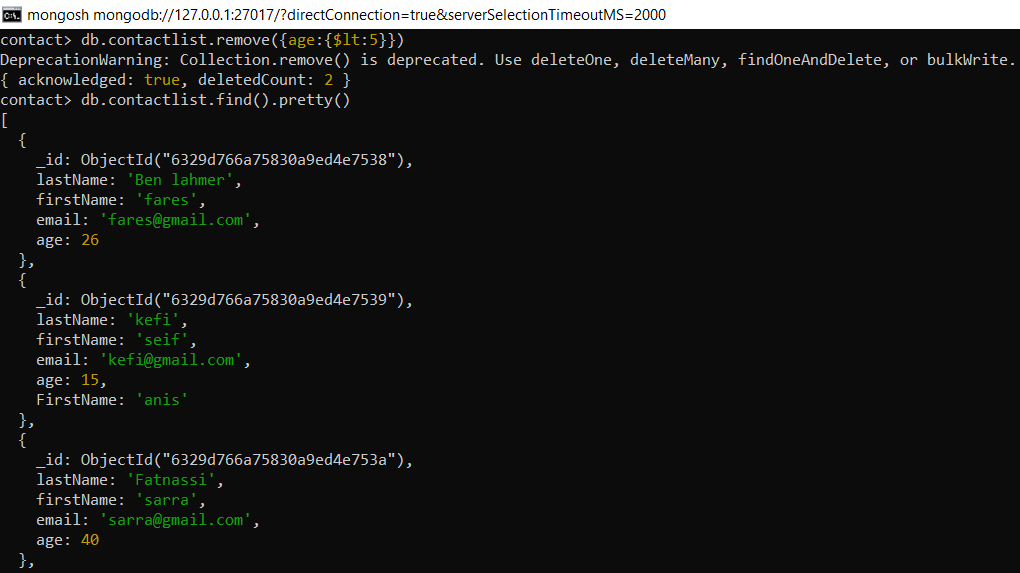 mongosh mongodb://127.0.0.1:27017/?directConnection=true&serverSelectionTimeoutMS=2000
contact> db.contactlist.remove({age:{$lt:5}})
DeprecationWarning: Collection.remove() is deprecated. Use deleteOne, deleteMany, findOneAndDelete, or bulkWrite.
{ acknowledged: true, deletedCount: 2 }
contact> db.contactlist.find().pretty()
[
  {
    _id: ObjectId("6329d766a75830a9ed4e7538"),
    lastName: 'Ben lahmer',
    firstName: 'fares',
    email: 'fares@gmail.com',
    age: 26
  },
  {
    _id: ObjectId("6329d766a75830a9ed4e7539"),
    lastName: 'kefi',
    firstName: 'seif',
    email: 'kefi@gmail.com',
    age: 15,
    FirstName: 'anis'
  },
  {
    _id: ObjectId("6329d766a75830a9ed4e753a"),
    lastName: 'Fatnassi',
    firstName: 'sarra',
    email: 'sarra@gmail.com',
    age: 40
  },